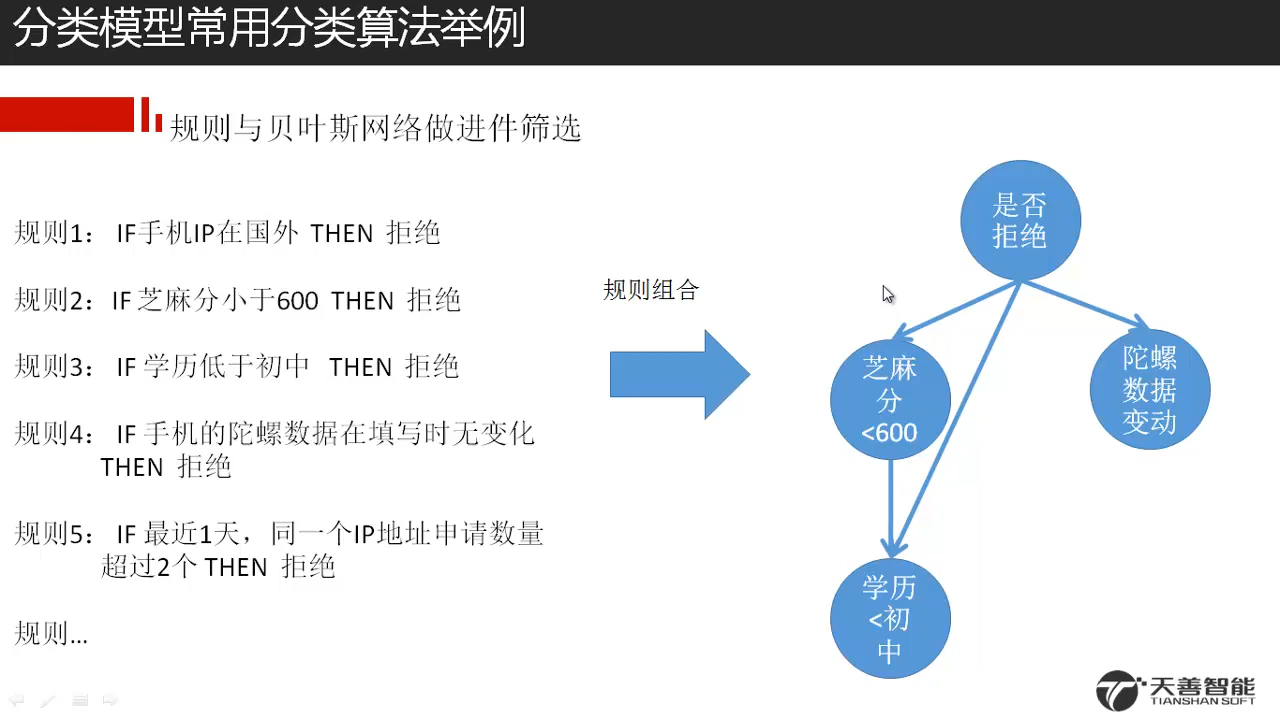 分类模型常用分类算法举例
规则与贝叶斯网络做进件筛选
规则1： IF手机IP在国外 THEN 拒绝
规则2：IF 芝麻分小于600 THEN 拒绝
规则3： IF 学历低于初中 THEN 拒绝
规则4： IF 手机的陀螺数据在填写时无变化
THEN 拒绝
规则5： IF 最近1天，同一个IP地址申请数量
超过2个 THEN 拒绝
规则...
规则组合
是否
拒绝
芝麻
分
<600
陀螺
数据
变动
学历
<初
中
天善智能
TIANSHAN SOFT